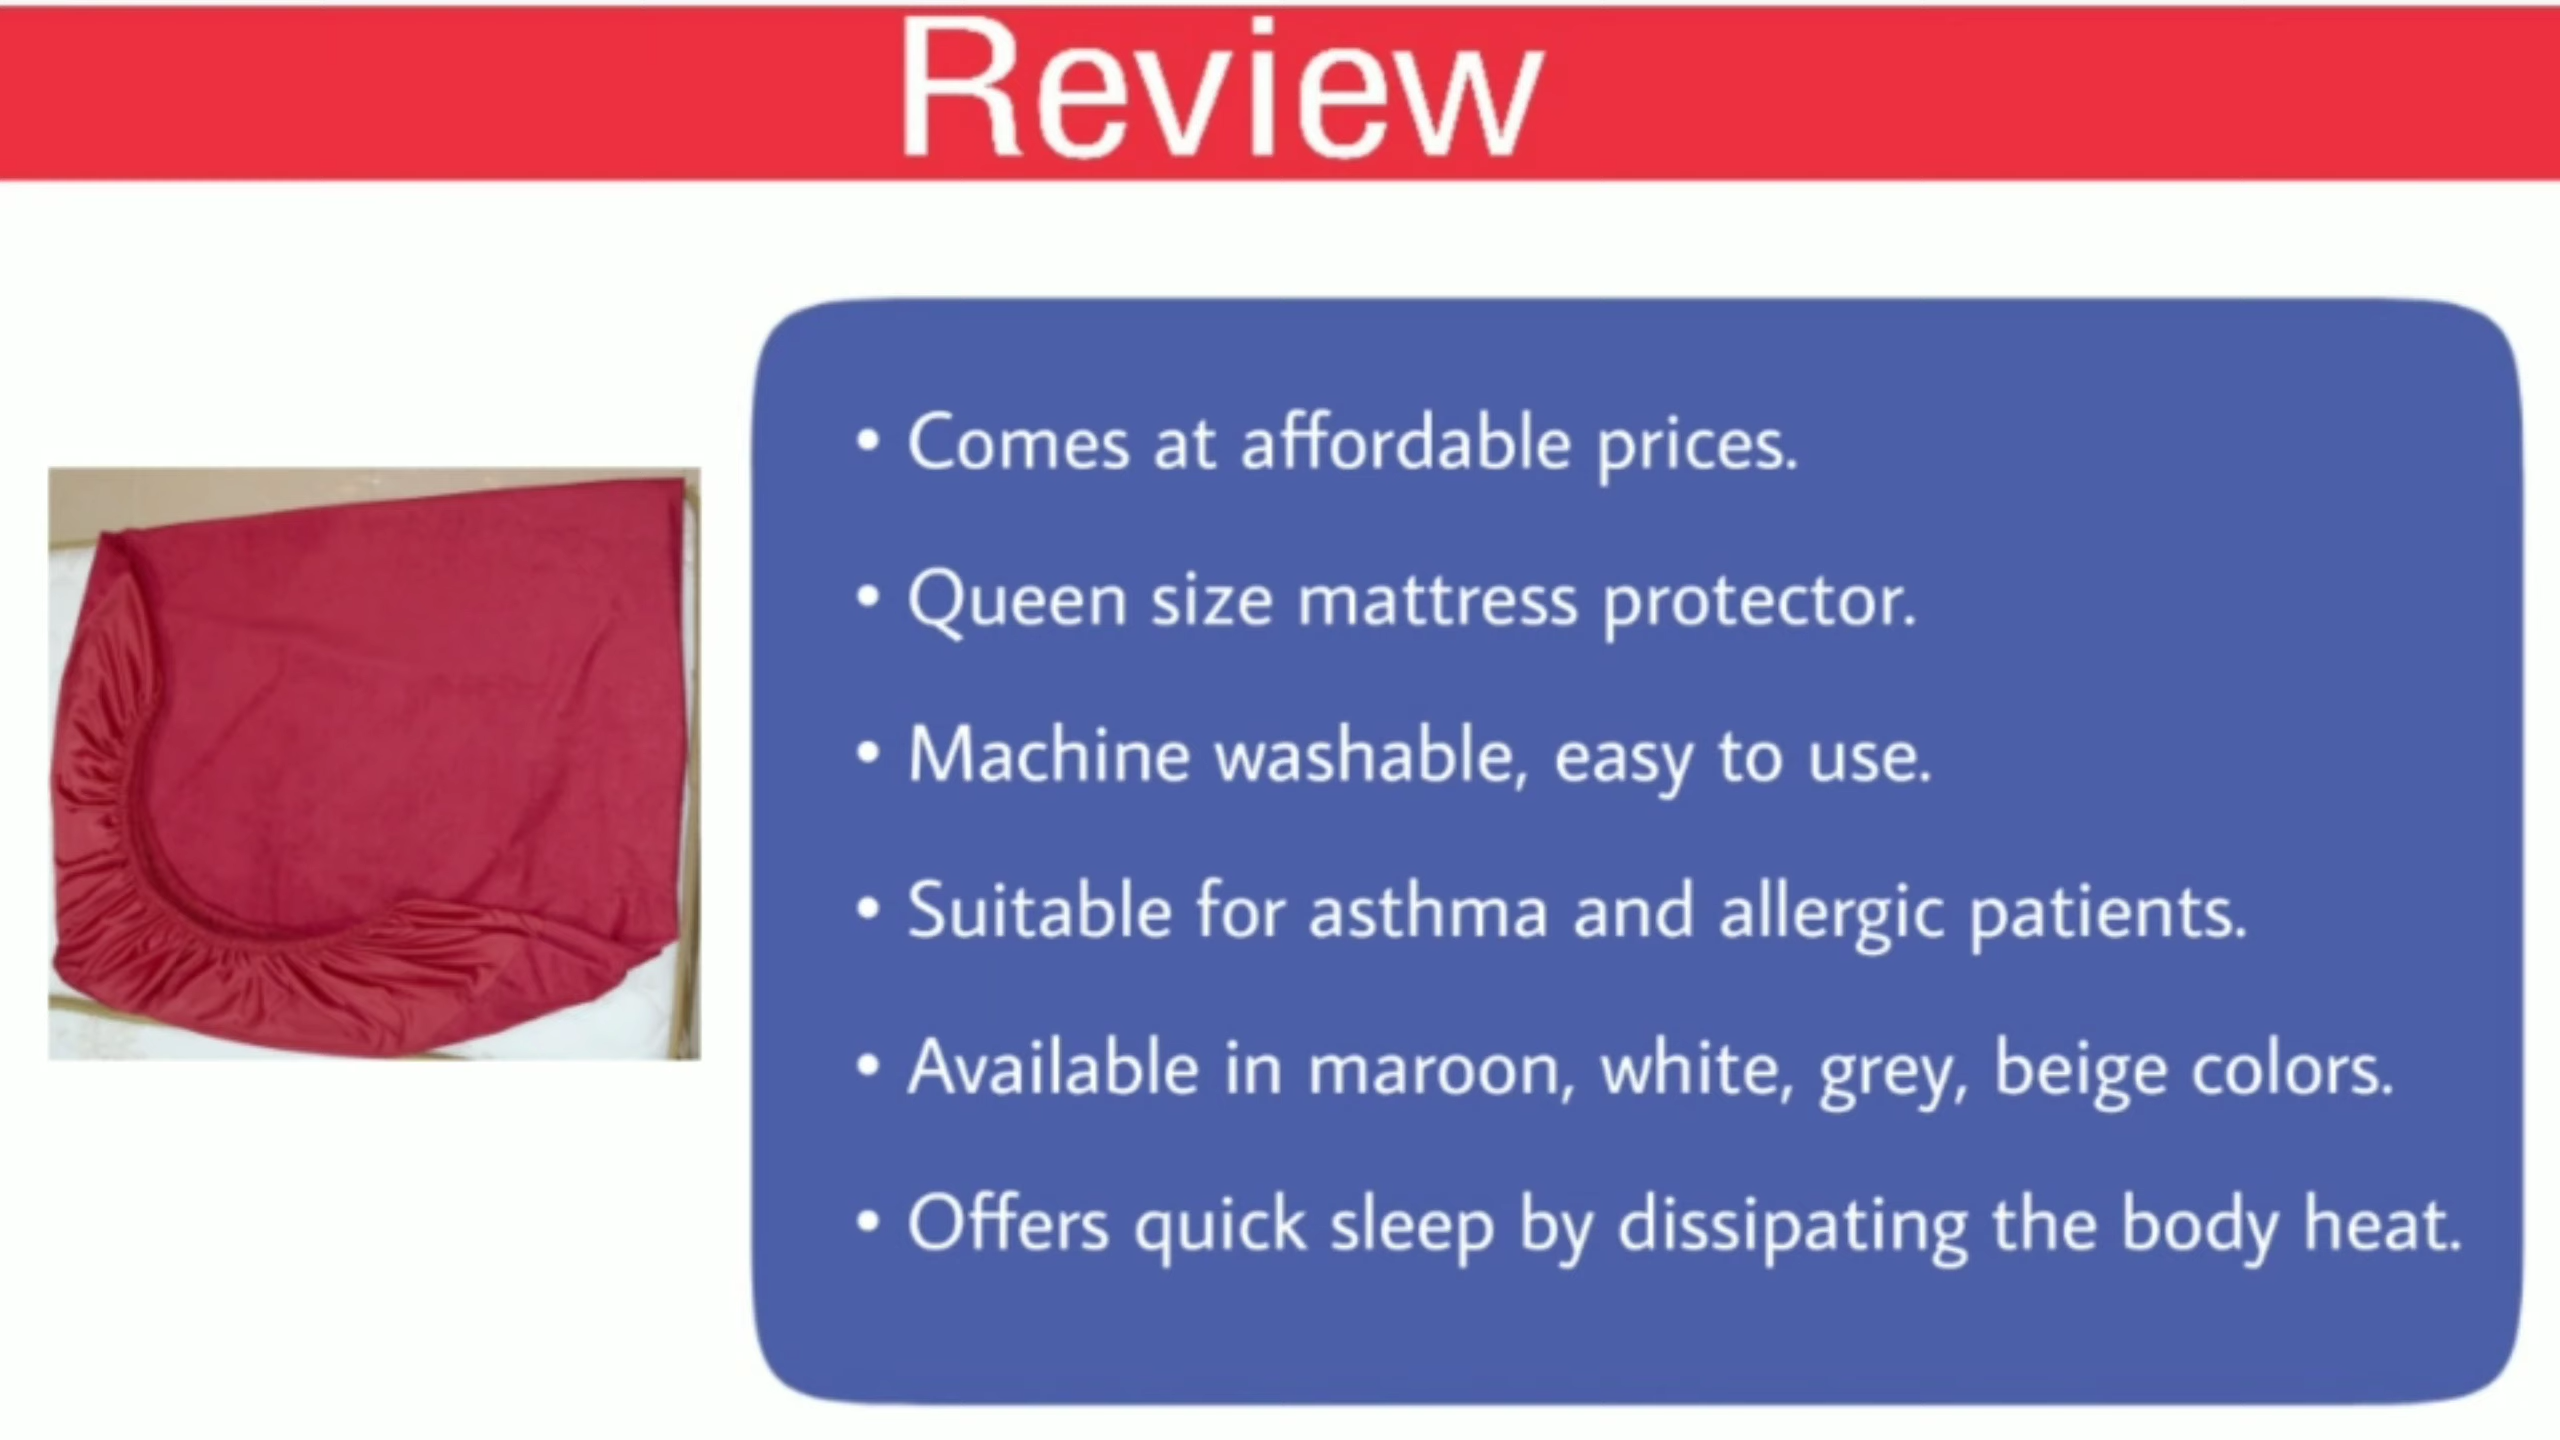 Review
• Comes at affordable prices.
• Queen size mattress protector.
• Machine washable, easy to use.
• Suitable for asthma and allergic patients.
• Available in maroon, white, grey, beige colors.
• Offers quick sleep by dissipating the body heat.